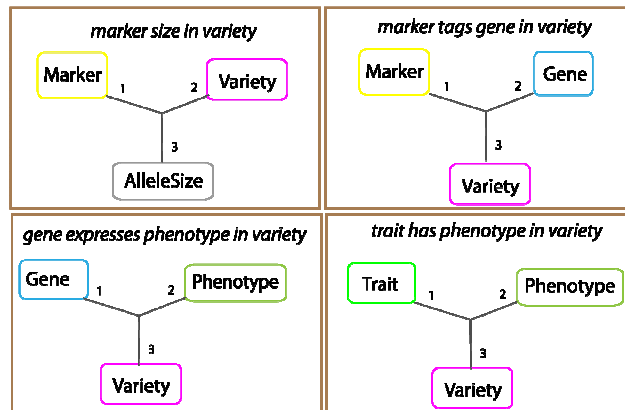 marker size in variety
Marker
1
2
Variety
3
AlleleSize
marker tags gene in variety
Marker
1
2
Gene
3
Variety
gene expresses phenotype in variety
Gene
1
2
Phenotype
3
Variety
trait has phenotype in variety
Trait
1
2
Phenotype
3
Variety